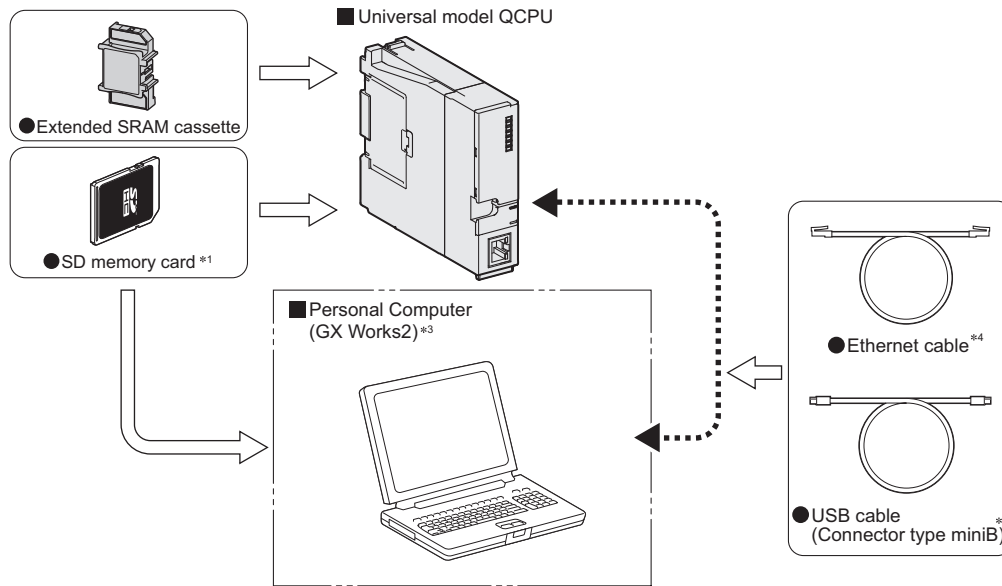 ■ Universal model QCPU
● Extended SRAM cassette
● SD memory card *1
■ Personal Computer
(GX Works2) *3
● Ethernet cable *4
● USB cable
(Connector type miniB) *